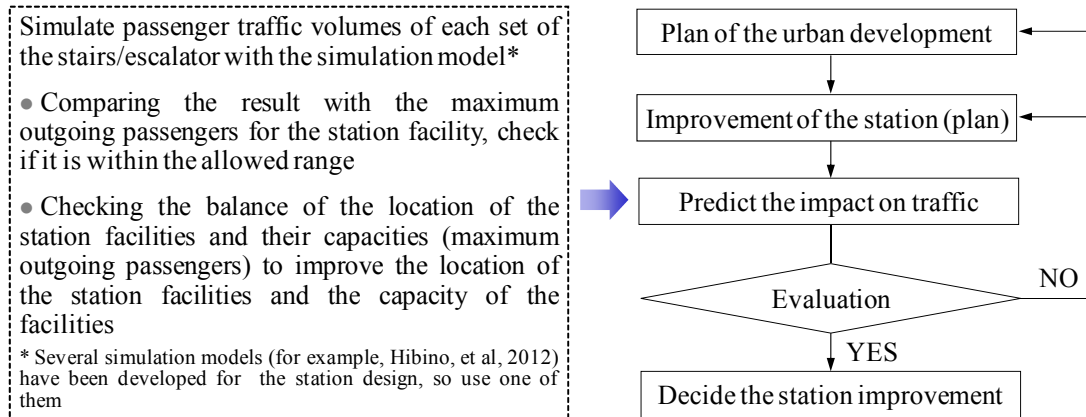 Simulate passenger traffic volumes of each set of
the stairs/escalator with the simulation model*
● Comparing the result with the maximum
outgoing passengers for the station facility, check
if it is within the allowed range
● Checking the balance of the location of the
station facilities and their capacities (maximum
outgoing passengers) to improve the location of
the station facilities and the capacity of the
facilities
* Several simulation models (for example, Hibino, et al, 2012)
have been developed for the station design, so use one of
them
Plan of the urban development
Improvement of the station (plan)
Predict the impact on traffic
Evaluation
NO
YES
Decide the station improvement